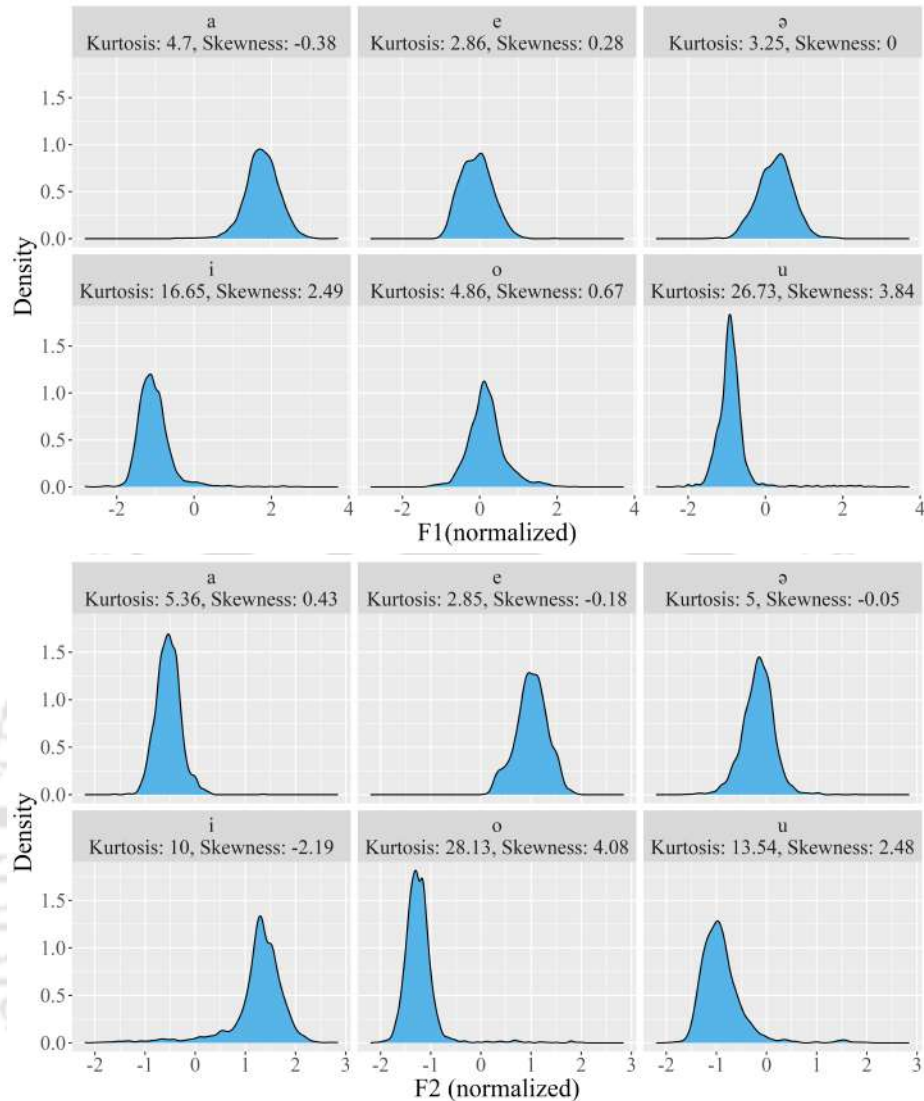 a
Kurtosis: 4.7, Skewness: -0.38
e
Kurtosis: 2.86, Skewness: 0.28
ə
Kurtosis: 3.25, Skewness: 0
1.5
1.0
0.5
0.0
i
Kurtosis: 16.65, Skewness: 2.49
o
Kurtosis: 4.86, Skewness: 0.67
u
Kurtosis: 26.73, Skewness: 3.84
1.5
1.0
0.5
0.0
Density
-2 0 2 4 -2 0 2 4 -2 0 2 4
F1(normalized)
a
Kurtosis: 5.36, Skewness: 0.43
e
Kurtosis: 2.85, Skewness: -0.18
ə
Kurtosis: 5, Skewness: -0.05
1.5
1.0
0.5
0.0
i
Kurtosis: 10, Skewness: -2.19
o
Kurtosis: 28.13, Skewness: 4.08
u
Kurtosis: 13.54, Skewness: 2.48
1.5
1.0
0.5
0.0
Density
-2 -1 0 1 2 3 -2 -1 0 1 2 3 -2 -1 0 1 2 3
F2 (normalized)